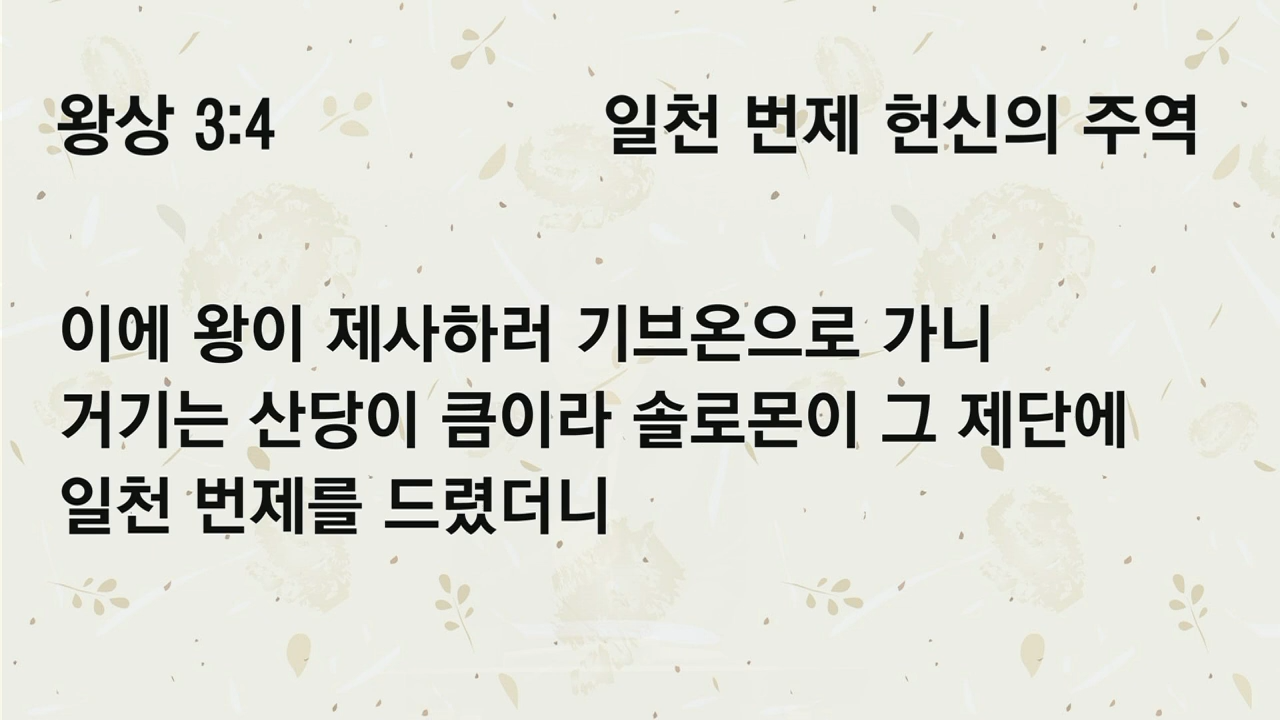 왕상 3:4 일천 번제 헌신의 주역
이에 왕이 제사하러 기브온으로 가니
거기는 산당이 큼이라 솔로몬이 그 제단에
일천 번제를 드렸더니